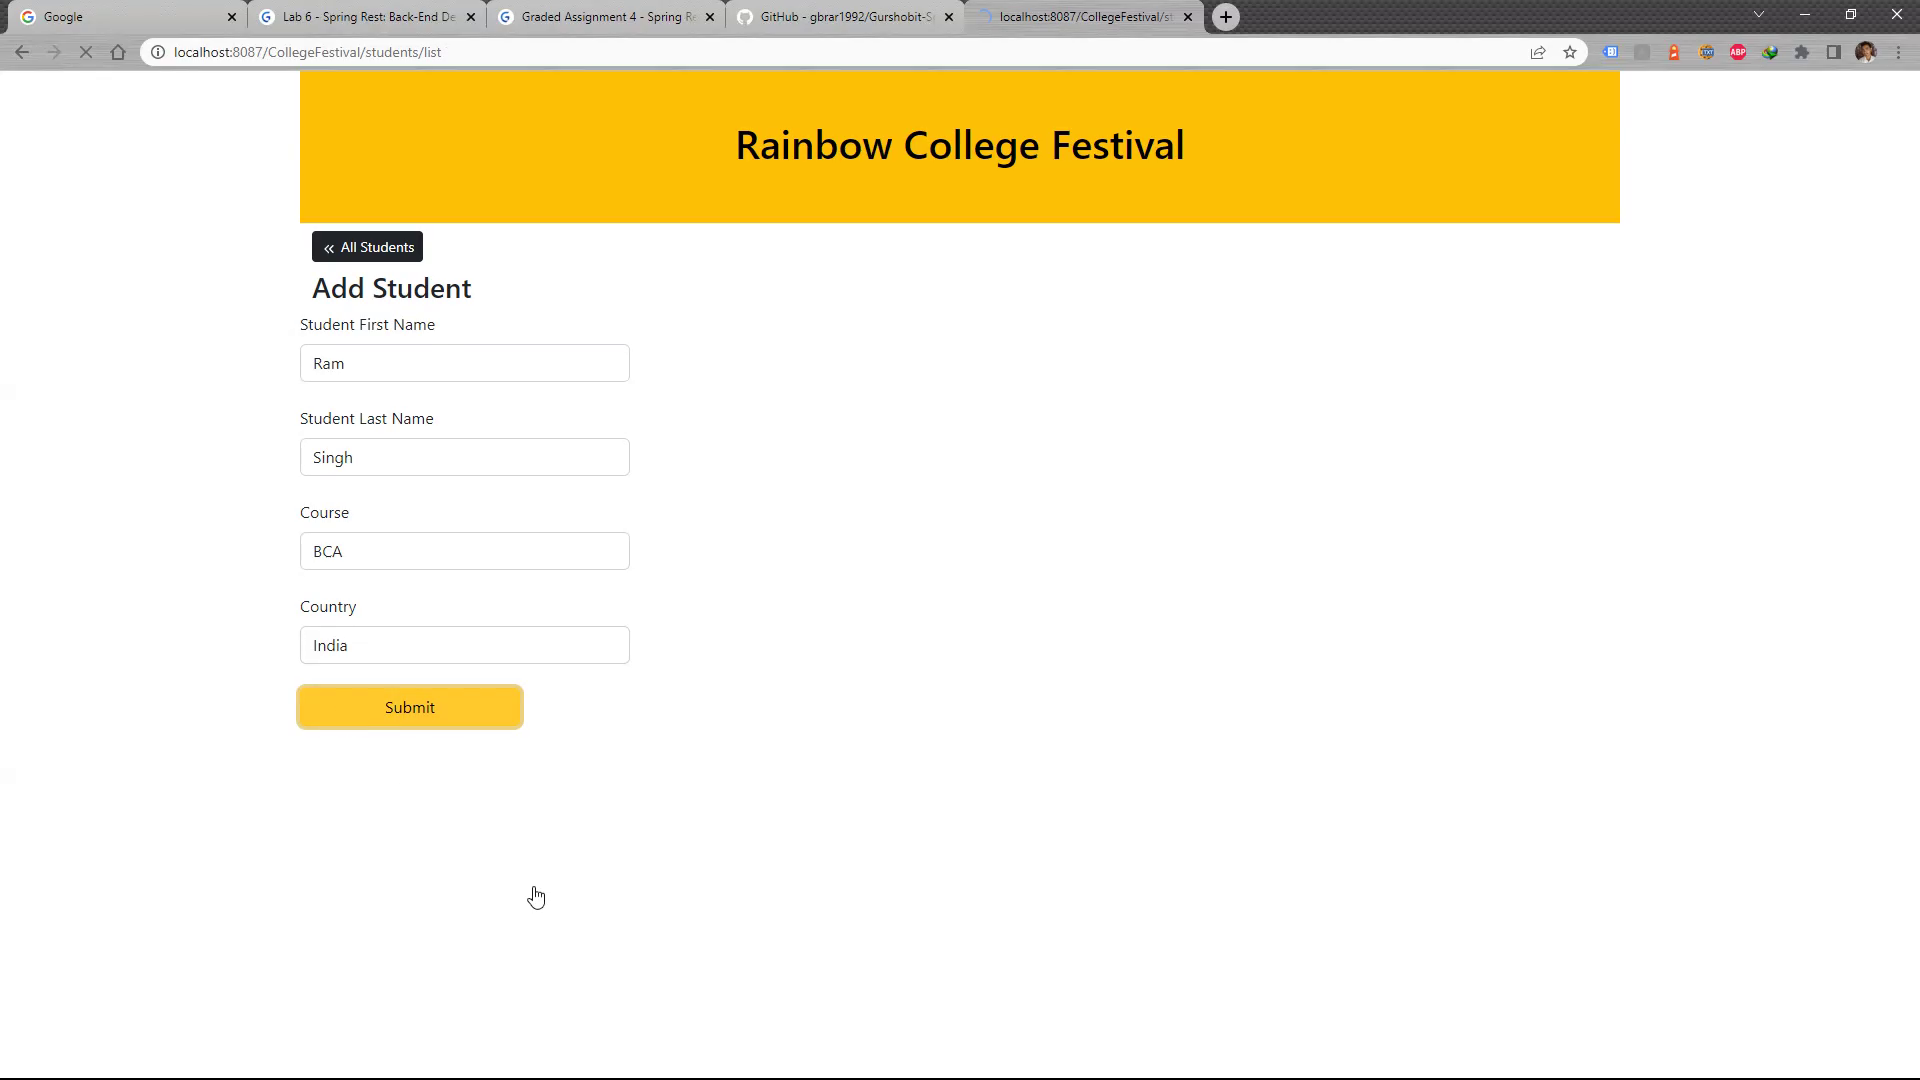 Google
Lab 6 - Spring Rest: Back-End De
Graded Assignment 4 - Spring Re
GitHub - gbrar1992/Gurshobit-S
localhost:8087/CollegeFestival/st
localhost:8087/CollegeFestival/students/list
ABP
Rainbow College Festival
« All Students
Add Student
Student First Name
Ram
Student Last Name
Singh
Course
BCA
Country
India
Submit